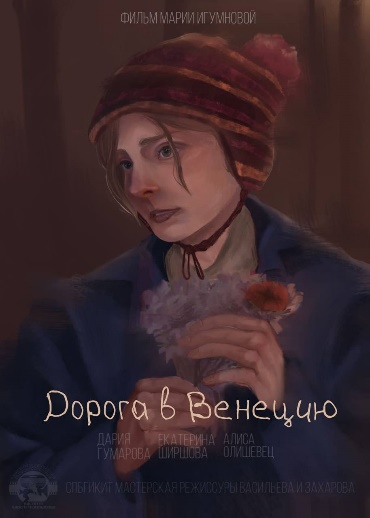 ФИЛЬМ МАРИИ ИГУМНОВОЙ
Дорога в Венецию
ДАРИЯ ГУМАРОВА
ЕКАТЕРИНА ШИРШОВА
АЛИСА ОЛИШЕВЕЦ
СПБГИКИТ МАСТЕРСКАЯ РЕЖИССУРЫ ВАСИЛЬЕВА И ЗАХАРОВА